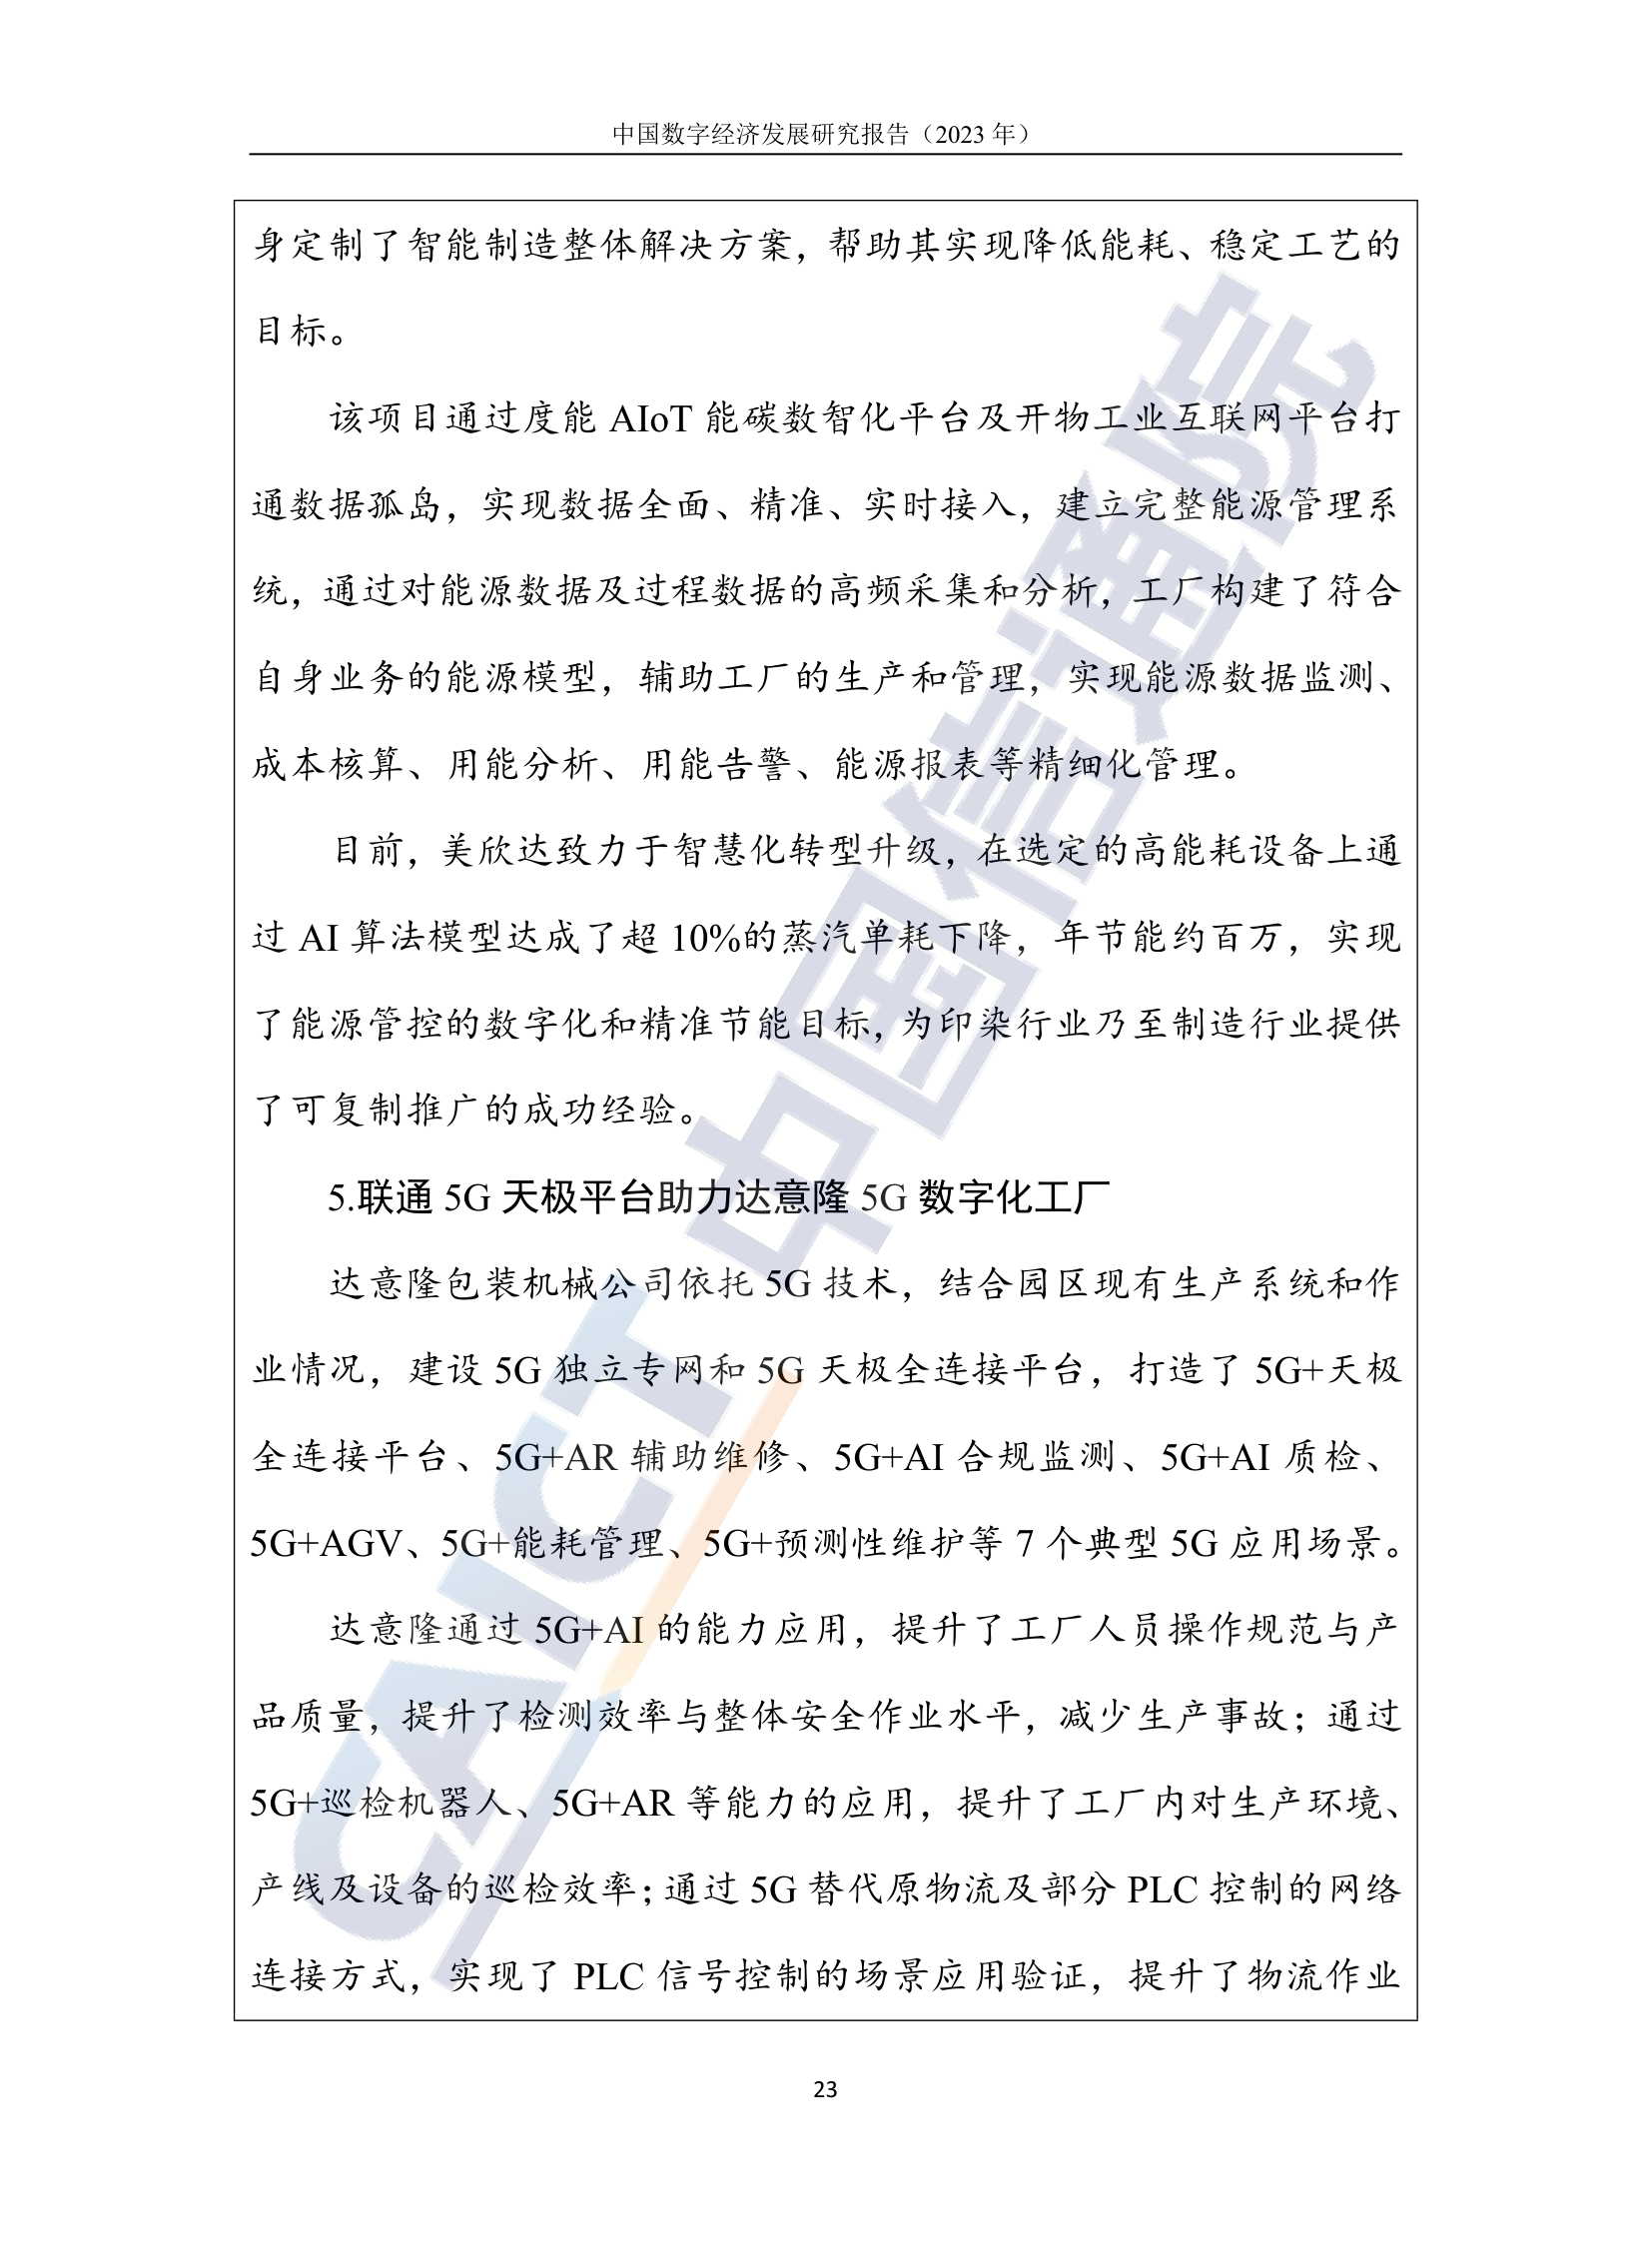 中国数字经济发展研究报告（2023 年）
身定制了智能制造整体解决方案，帮助其实现降低能耗、稳定工艺的
目标。
该项目通过度能 AIoT 能碳数智化平台及开物工业互联网平台打
通数据孤岛，实现数据全面、精准、实时接入，建立完整能源管理系
统，通过对能源数据及过程数据的高频采集和分析，工厂构建了符合
自身业务的能源模型，辅助工厂的生产和管理，实现能源数据监测、
成本核算、用能分析、用能告警、能源报表等精细化管理。
目前，美欣达致力于智慧化转型升级，在选定的高能耗设备上通
过 AI 算法模型达成了超 10%的蒸汽单耗下降，年节能约百万，实现
了能源管控的数字化和精准节能目标，为印染行业乃至制造行业提供
了可复制推广的成功经验。
5.联通 5G 天极平台助力达意隆 5G 数字化工厂
达意隆包装机械公司依托 5G 技术，结合园区现有生产系统和作
业情况，建设 5G 独立专网和 5G 天极全连接平台，打造了 5G+天极
全连接平台、5G+AR 辅助维修、5G+AI 合规监测、5G+AI 质检、
5G+AGV、5G+能耗管理、5G+预测性维护等 7 个典型 5G 应用场景。
达意隆通过 5G+AI 的能力应用，提升了工厂人员操作规范与产
品质量，提升了检测效率与整体安全作业水平，减少生产事故；通过
5G+巡检机器人、5G+AR 等能力的应用，提升了工厂内对生产环境、
产线及设备的巡检效率；通过 5G 替代原物流及部分 PLC 控制的网络
连接方式，实现了 PLC 信号控制的场景应用验证，提升了物流作业
CAICT 中国信通院
23